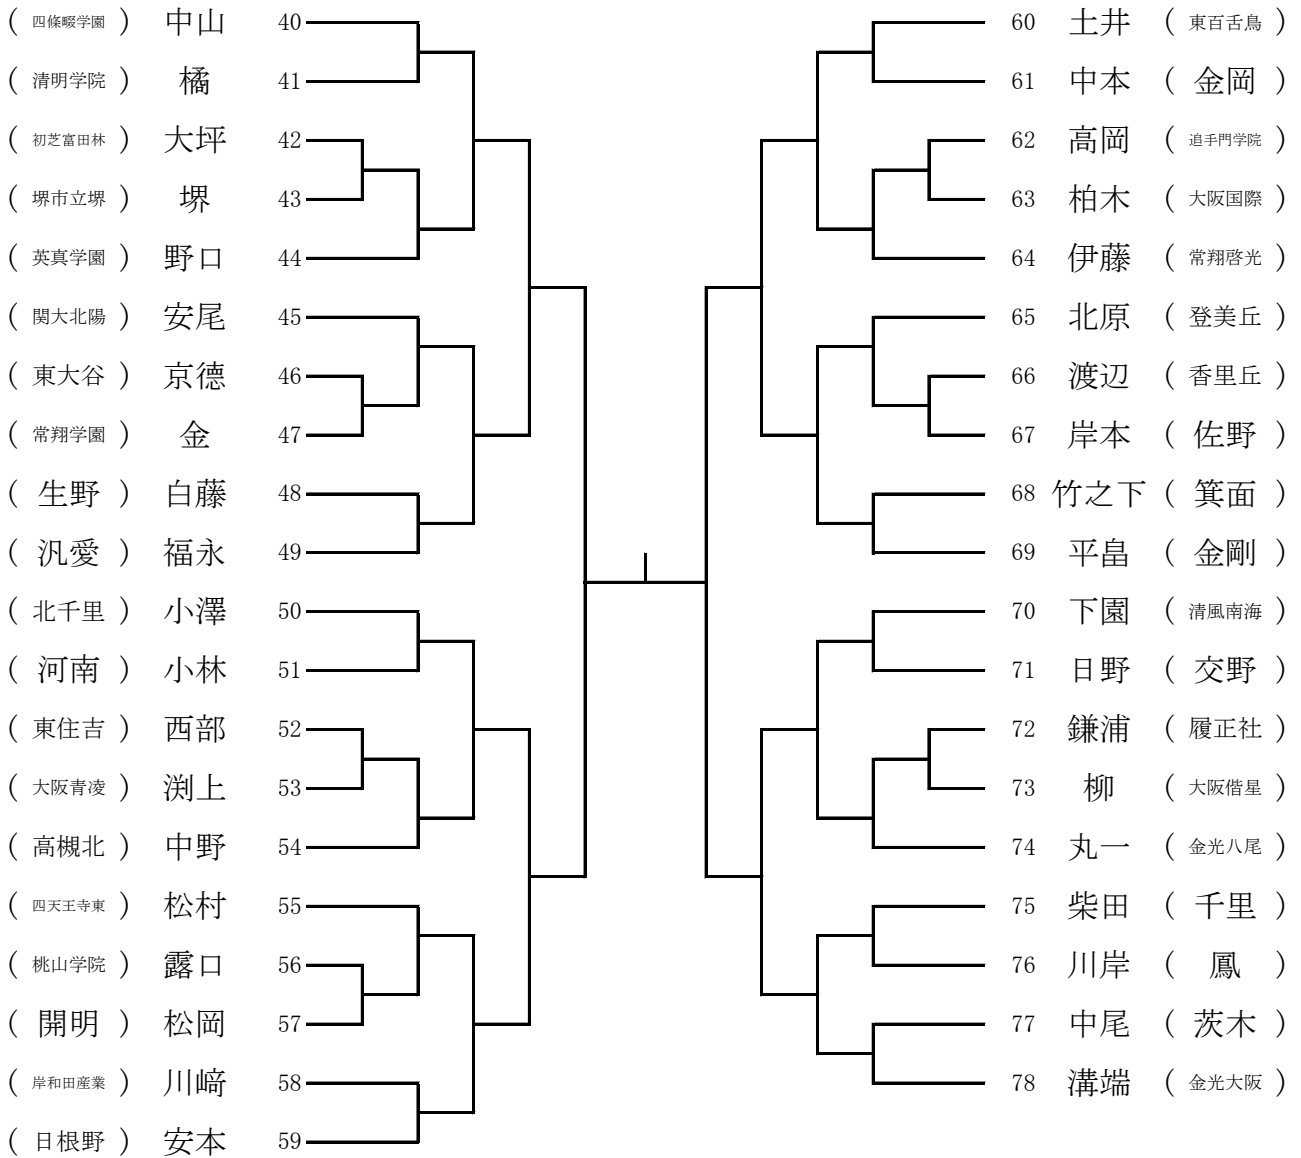 ( 四條畷学園 ) 中山 40 60 土井 ( 東百舌鳥 )
( 清明学院 ) 橘 41 61 中本 ( 金岡 )
( 初芝富田林 ) 大坪 42 62 高岡 ( 追手門学院 )
( 堺市立堺 ) 堺 43 63 柏木 ( 大阪国際 )
( 英真学園 ) 野口 44 64 伊藤 ( 常翔啓光 )
( 関大北陽 ) 安尾 45 65 北原 ( 登美丘 )
( 東大谷 ) 京德 46 66 渡辺 ( 香里丘 )
( 常翔学園 ) 金 47 67 岸本 ( 佐野 )
( 生野 ) 白藤 48 68 竹之下 ( 箕面 )
( 汎愛 ) 福永 49 69 平畠 ( 金剛 )
( 北千里 ) 小澤 50 70 下園 ( 清風南海 )
( 河南 ) 小林 51 71 日野 ( 交野 )
( 東住吉 ) 西部 52 72 鎌浦 ( 履正社 )
( 大阪青凌 ) 渕上 53 73 柳 ( 大阪偕星 )
( 高槻北 ) 中野 54 74 丸一 ( 金光八尾 )
( 四天王寺東 ) 松村 55 75 柴田 ( 千里 )
( 桃山学院 ) 露口 56 76 川岸 ( 鳳 )
( 開明 ) 松岡 57 77 中尾 ( 茨木 )
( 岸和田産業 ) 川﨑 58 78 溝端 ( 金光大阪 )
( 日根野 ) 安本 59